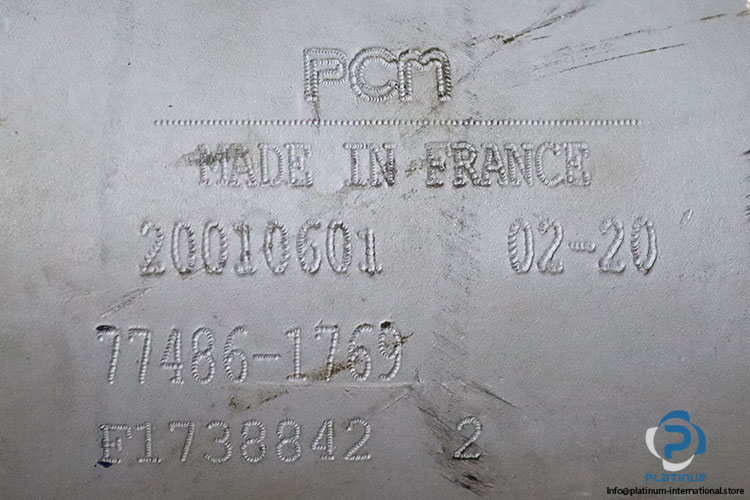 PCM
MADE IN FRANCE
20010601 02-20
77486-1769
F1738842 2
PLATINUM
Info@platinum-international.store